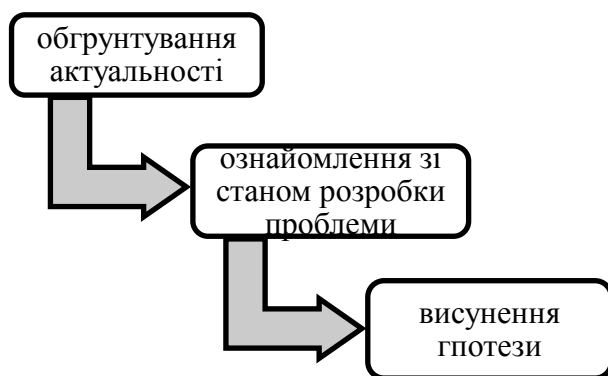 обгрунтування
актуальності
ознайомлення зі
станом розробки
проблеми
висунення
гпотези